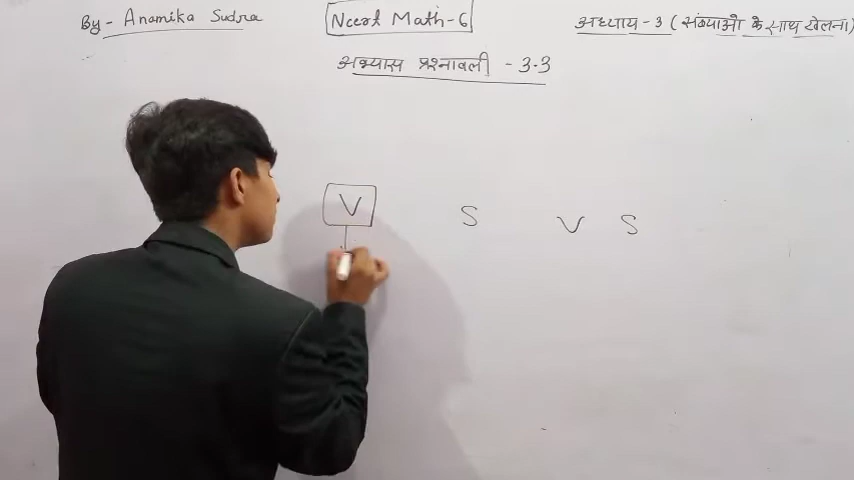 By - Anamika Sudra
Ncert Math-6
अध्याय - 3 (संख्याओ के साथ खेलना)
अभ्यास प्रश्नावली - 3.3
V S V S